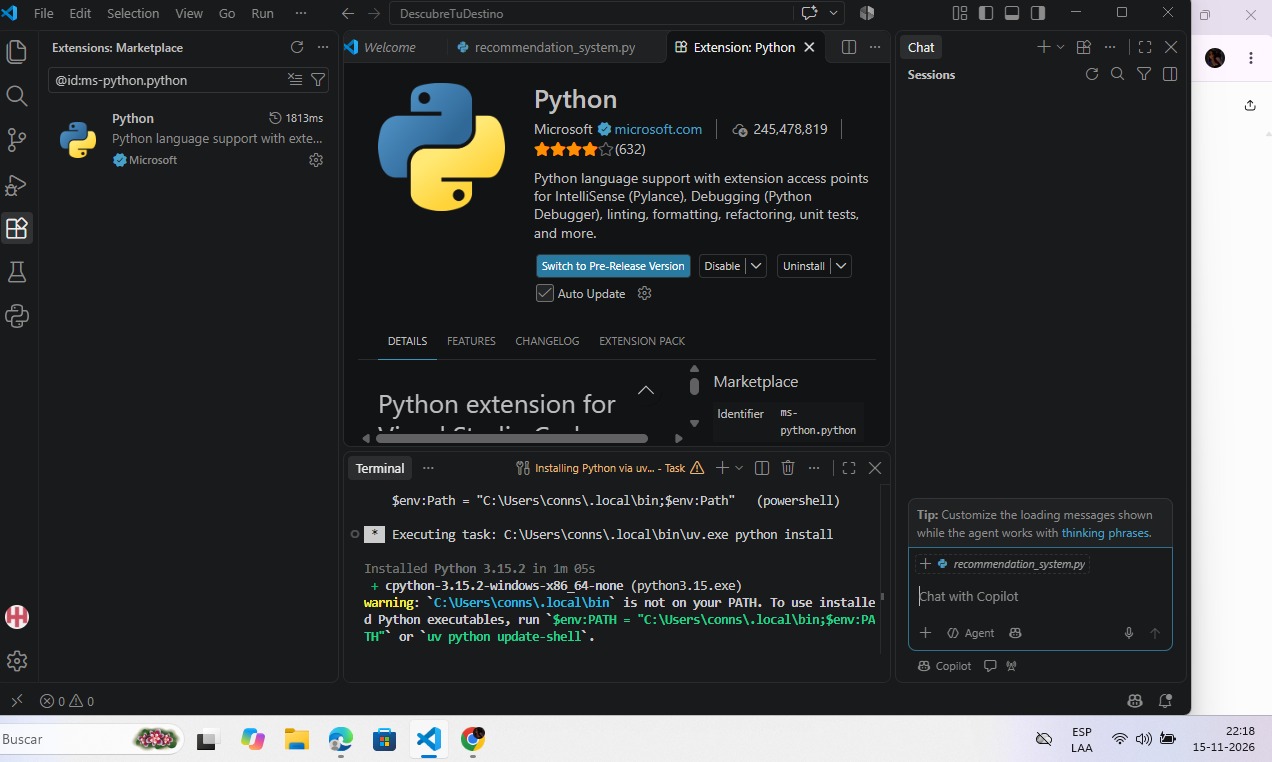 File Edit Selection View Go Run ··· DescubreTuDestino
Extensions: Marketplace
@id:ms-python.python
Python 1813ms
Python language support with exte...
Microsoft
Welcome recommendation_system.py Extension: Python
Python
Microsoft microsoft.com 245,478,819
(632)
Python language support with extension access points
for IntelliSense (Pylance), Debugging (Python
Debugger), linting, formatting, refactoring, unit tests,
and more.
Switch to Pre-Release Version Disable Uninstall
Auto Update
DETAILS FEATURES CHANGELOG EXTENSION PACK
Python extension for
Visual Studio Code
Marketplace
Identifier ms-
python.python
Terminal ··· Installing Python via uv... - Task
$env:Path = "C:\Users\conns\.local\bin;$env:Path" (powershell)
* Executing task: C:\Users\conns\.local\bin\uv.exe python install
Installed Python 3.15.2 in 1m 05s
+ cpython-3.15.2-windows-x86_64-none (python3.15.exe)
warning: `C:\Users\conns\.local\bin` is not on your PATH. To use installe
d Python executables, run `$env:PATH = "C:\Users\conns\.local\bin;$env:PA
TH"` or `uv python update-shell`.
Chat
Sessions
Tip: Customize the loading messages shown
while the agent works with thinking phrases.
recommendation_system.py
Chat with Copilot
Agent
Copilot
0 0
Buscar
ESP
LAA
22:18
15-11-2026